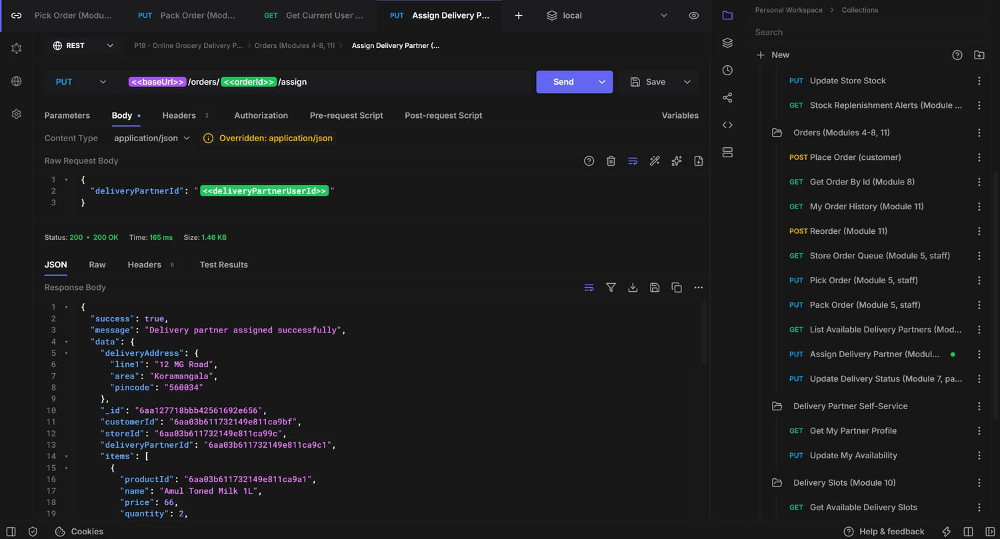 Pick Order (Modu...
PUT Pack Order (Mod...
GET Get Current User ...
PUT Assign Delivery P...
local
REST
P19 - Online Grocery Delivery P... > Orders (Modules 4-8, 11) > Assign Delivery Partner (...
PUT
<<baseUrl>>/orders/<<orderId>>/assign
Send
Save
Parameters
Body
Headers 2
Authorization
Pre-request Script
Post-request Script
Variables
Content Type
application/json
Overridden: application/json
Raw Request Body
1 {
2 "deliveryPartnerId": "<<deliveryPartnerUserId>>"
3 }
Status: 200 • 200 OK Time: 165 ms Size: 1.46 KB
JSON
Raw
Headers 8
Test Results
Response Body
1 {
2 "success": true,
3 "message": "Delivery partner assigned successfully",
4 "data": {
5 "deliveryAddress": {
6 "line1": "12 MG Road",
7 "area": "Koramangala",
8 "pincode": "560034"
9 },
10 "_id": "6aa127718bbb42561692e656",
11 "customerId": "6aa03b611732149e811ca9bf",
12 "storeId": "6aa03b611732149e811ca99c",
13 "deliveryPartnerId": "6aa03b611732149e811ca9c1",
14 "items": [
15 {
16 "productId": "6aa03b611732149e811ca9a1",
17 "name": "Amul Toned Milk 1L",
18 "price": 66,
19 "quantity": 2,
Cookies
Personal Workspace > Collections
Search
New
PUT Update Store Stock
GET Stock Replenishment Alerts (Module ...
Orders (Modules 4-8, 11)
POST Place Order (customer)
GET Get Order By Id (Module 8)
GET My Order History (Module 11)
POST Reorder (Module 11)
GET Store Order Queue (Module 5, staff)
PUT Pick Order (Module 5, staff)
PUT Pack Order (Module 5, staff)
GET List Available Delivery Partners (Mod...
PUT Assign Delivery Partner (Modul...
PUT Update Delivery Status (Module 7, pa...
Delivery Partner Self-Service
GET Get My Partner Profile
PUT Update My Availability
Delivery Slots (Module 10)
GET Get Available Delivery Slots
Help & feedback